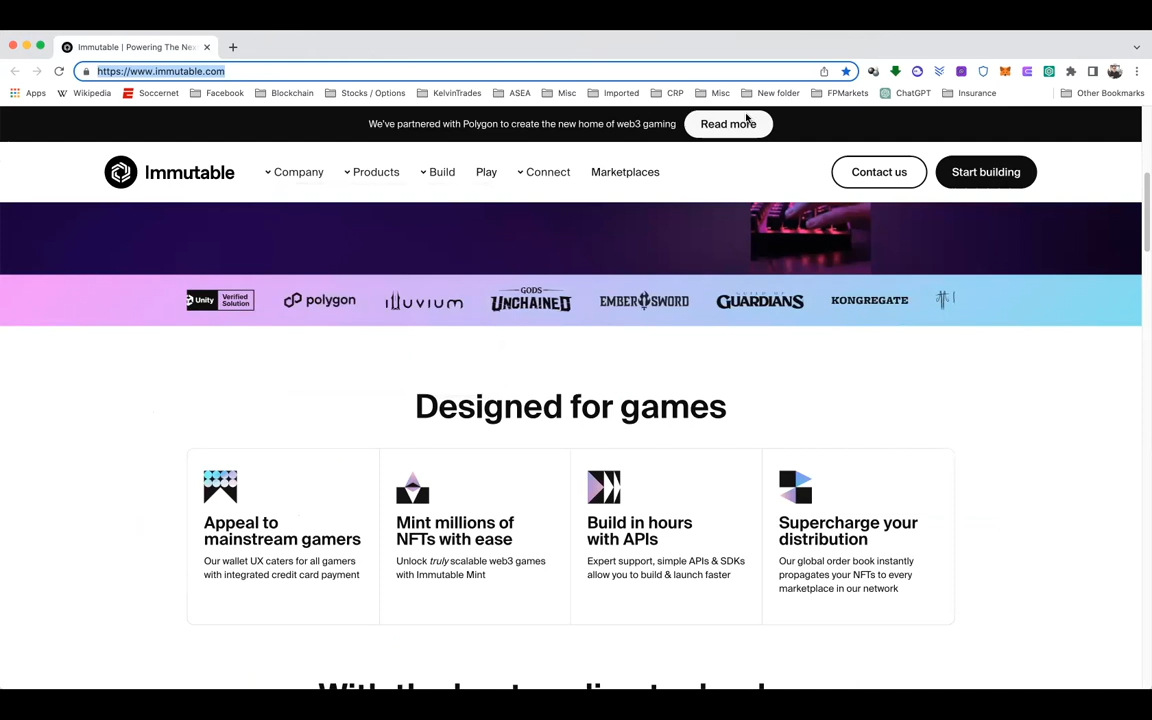 Immutable | Powering The Ne
https://www.immutable.com
Apps Wikipedia Soccernet Facebook Blockchain Stocks / Options KelvinTrades ASEA Misc Imported CRP Misc New folder FPMarkets ChatGPT Insurance Other Bookmarks
We've partnered with Polygon to create the new home of web3 gaming Read more
Immutable Company Products Build Play Connect Marketplaces Contact us Start building
Unity Verified Solution polygon ILLUVIUM GODS UNCHAINED EMBER SWORD GUILD OF GUARDIANS KONGREGATE
Designed for games
Appeal to
mainstream gamers
Our wallet UX caters for all gamers
with integrated credit card payment
Mint millions of
NFTs with ease
Unlock truly scalable web3 games
with Immutable Mint
Build in hours
with APIs
Expert support, simple APIs & SDKs
allow you to build & launch faster
Supercharge your
distribution
Our global order book instantly
propagates your NFTs to every
marketplace in our network